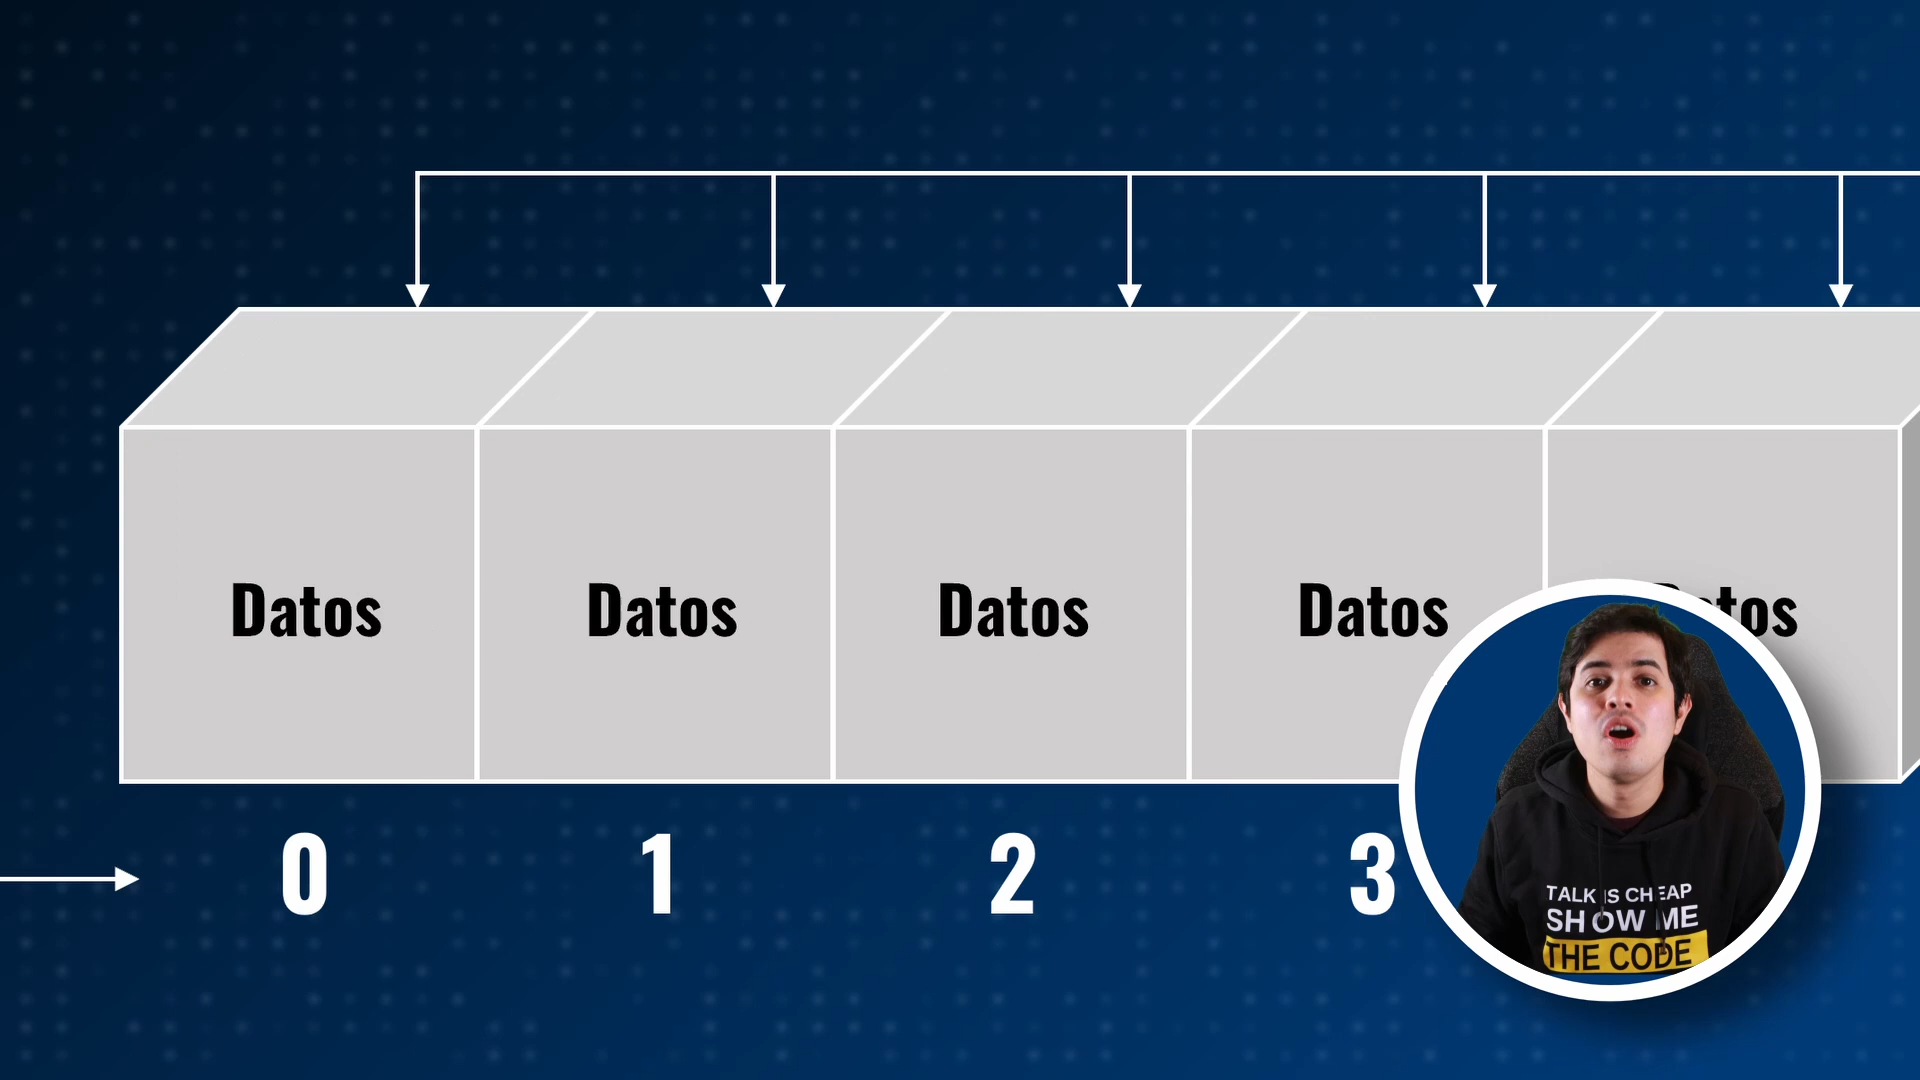 Datos
Datos
Datos
Datos
0
1
2
3
TALK IS CHEAP
SHOW ME
THE CODE